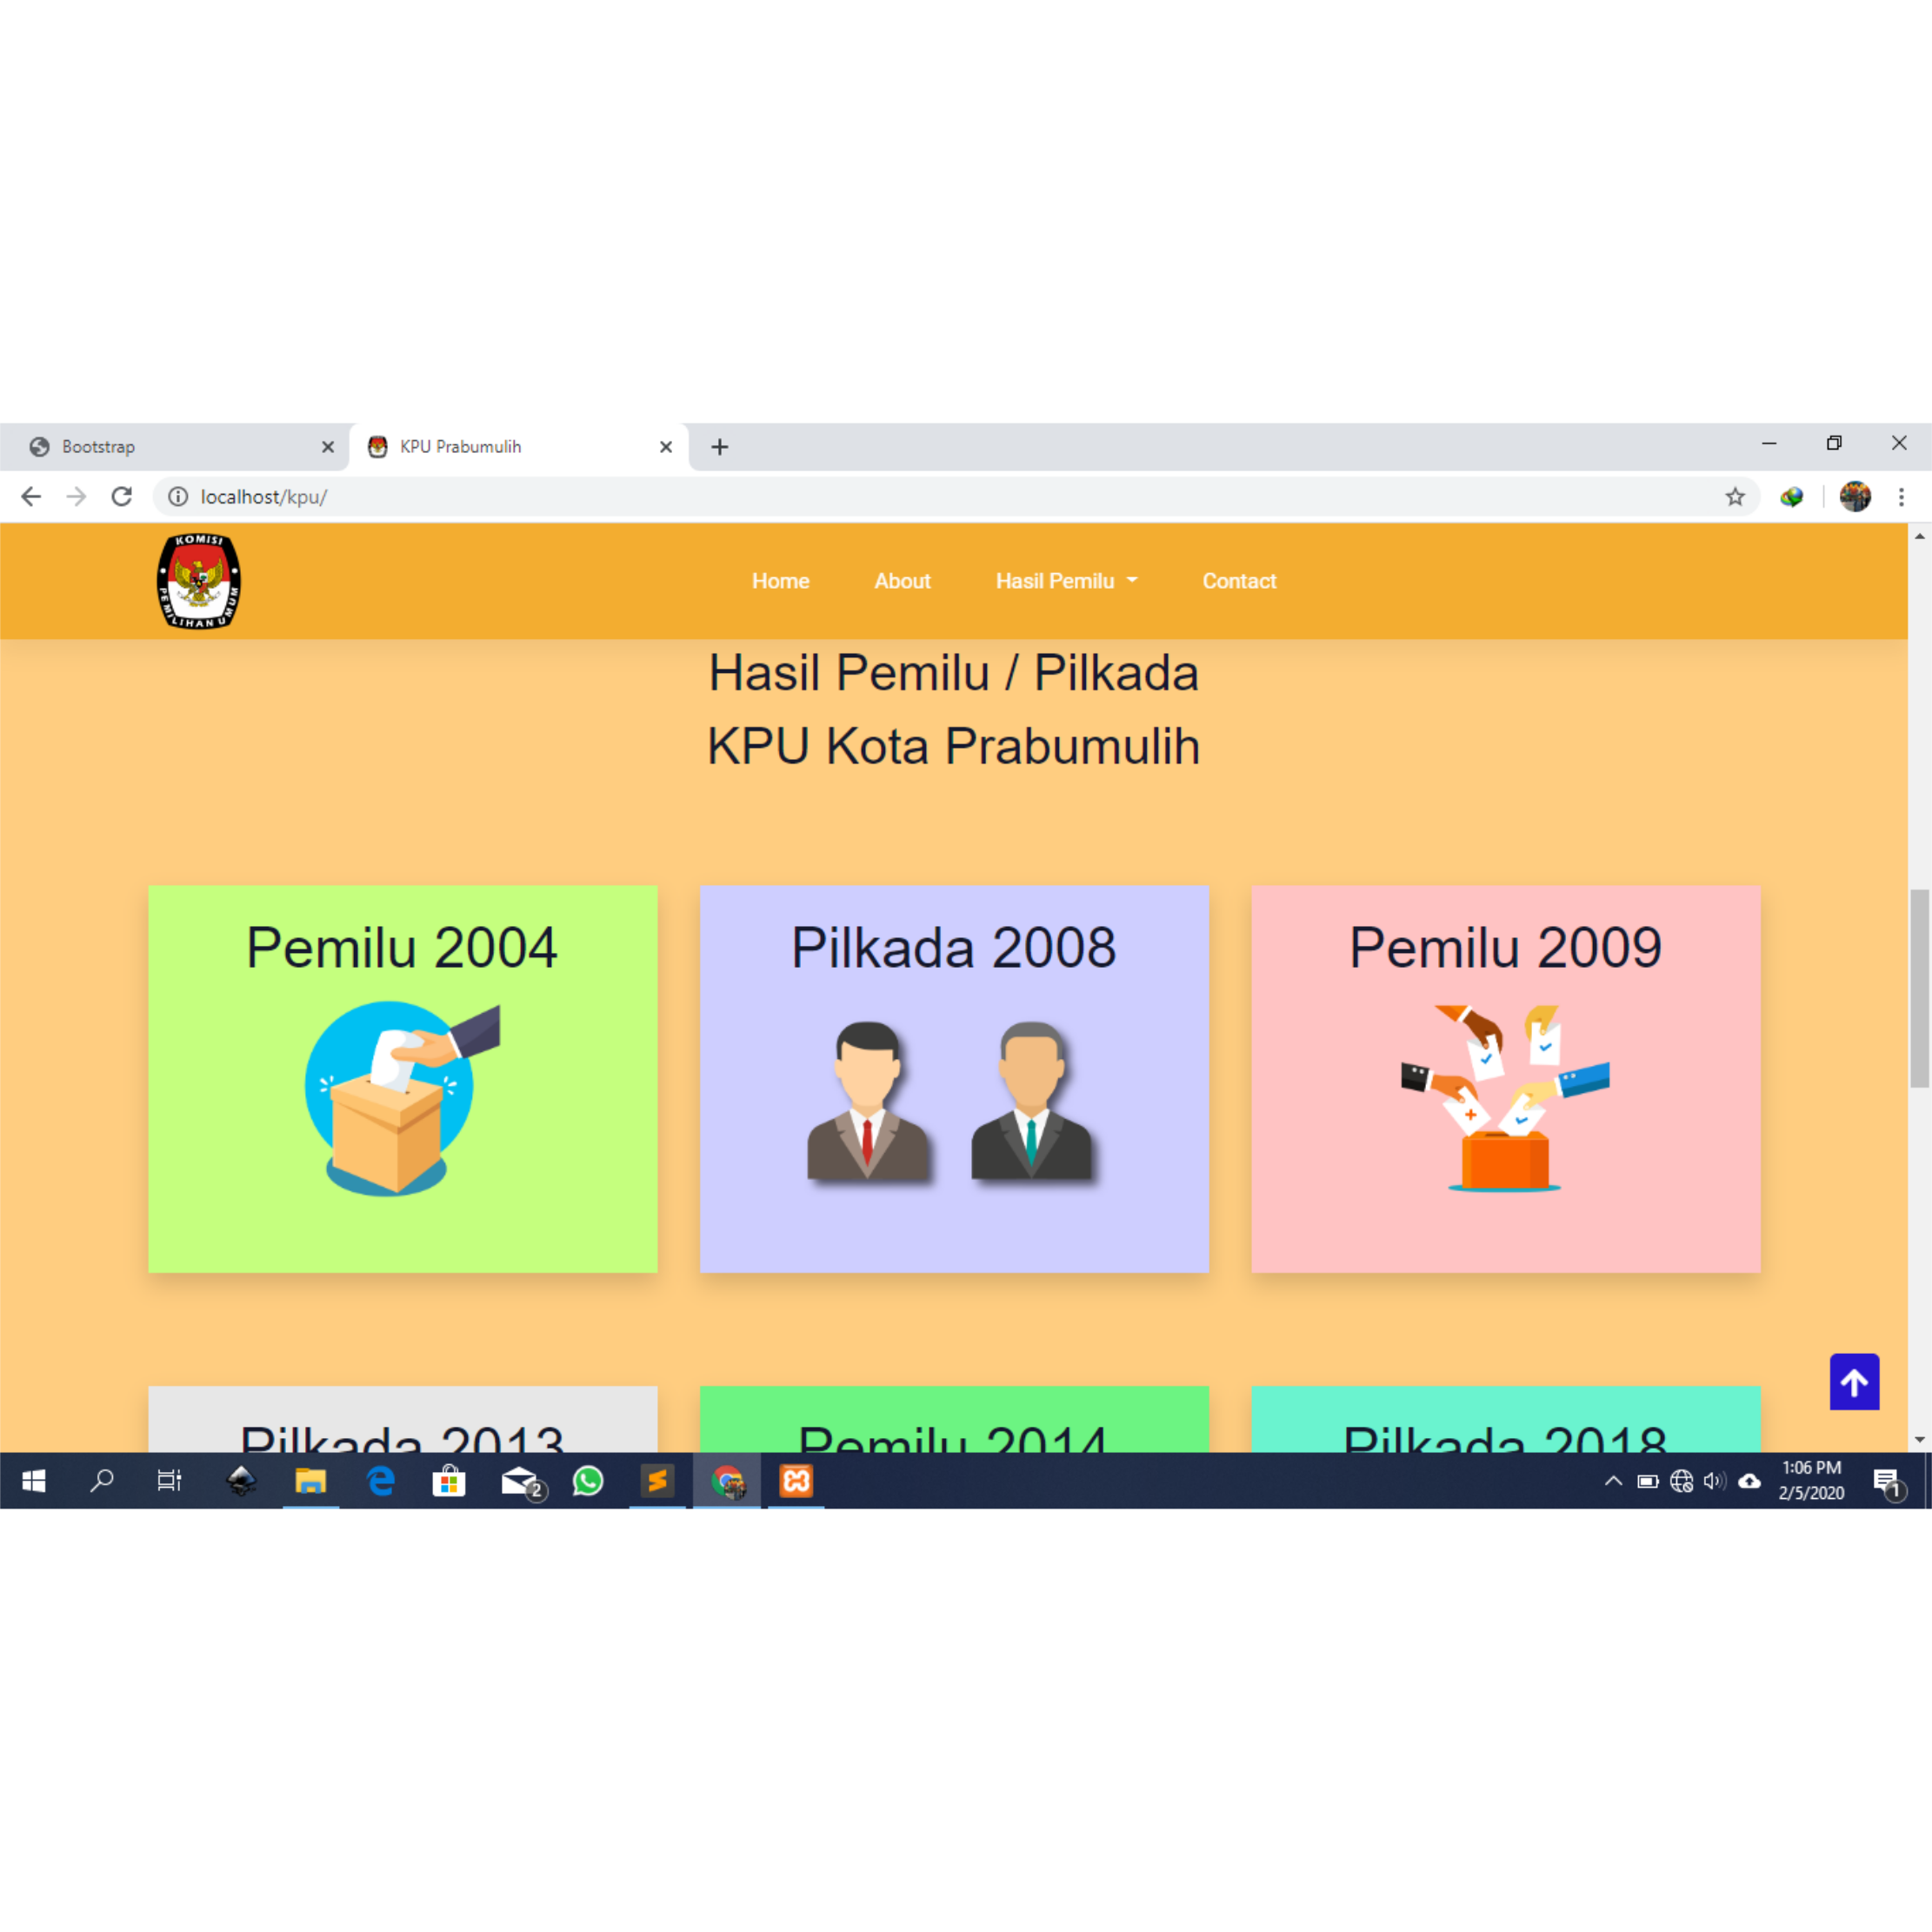 Bootstrap
KPU Prabumulih
localhost/kpu/
KOMISI
PEMILIHAN UMUM
Home About Hasil Pemilu Contact
Hasil Pemilu / Pilkada
KPU Kota Prabumulih
Pemilu 2004 Pilkada 2008 Pemilu 2009
Pilkada 2013 Pemilu 2014 Pilkada 2018
2
1:06 PM
2/5/2020
1